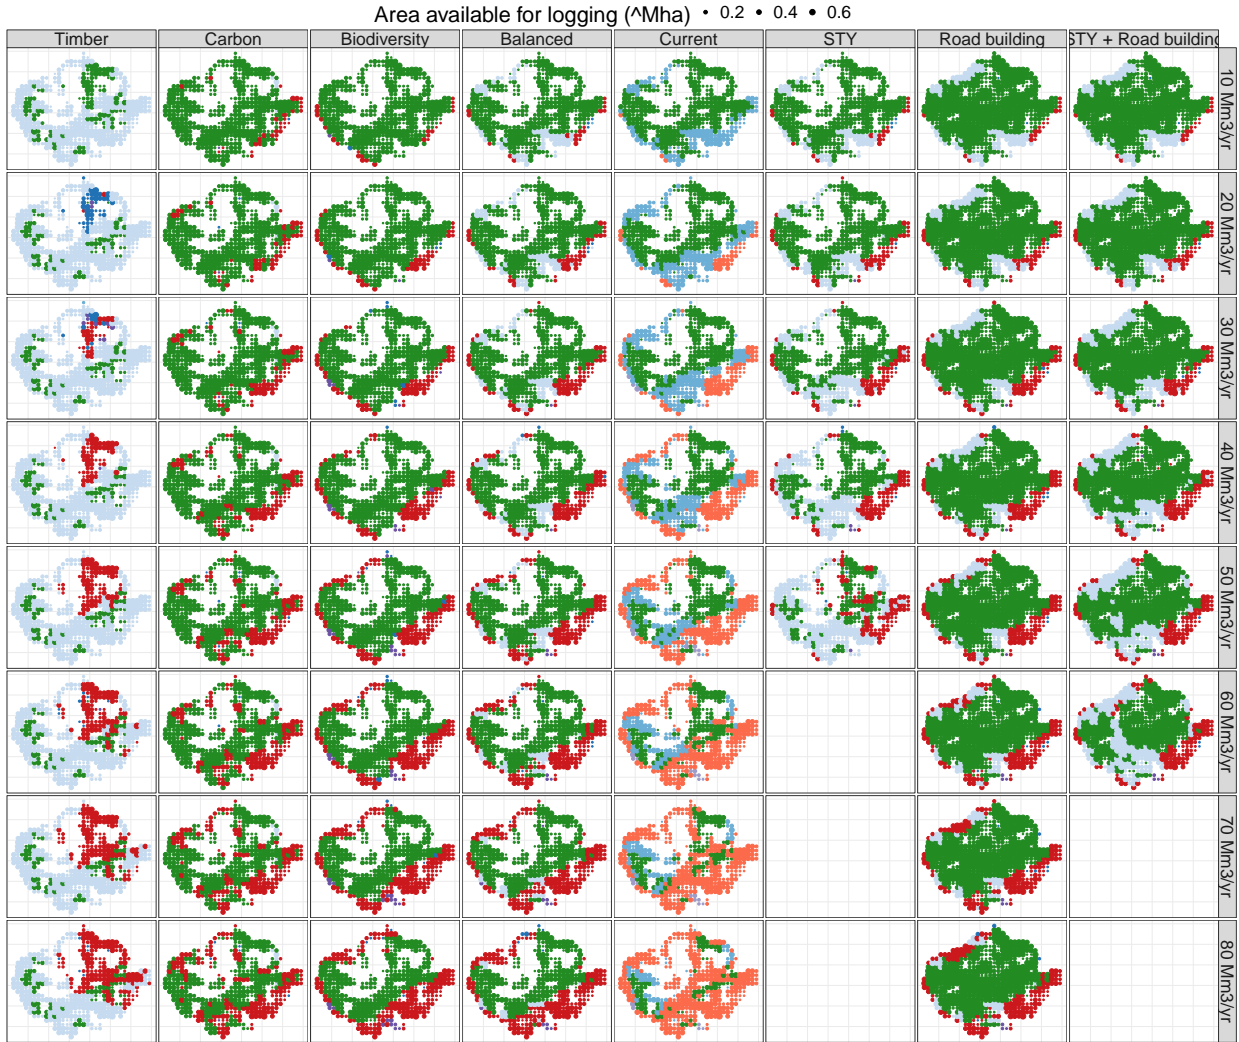 Area available for logging (^Mha) • 0.2 • 0.4 • 0.6
Timber
Carbon
Biodiversity
Balanced
Current
STY
Road building
STY + Road building
10 Mm3/yr
20 Mm3/yr
30 Mm3/yr
40 Mm3/yr
50 Mm3/yr
60 Mm3/yr
70 Mm3/yr
80 Mm3/yr